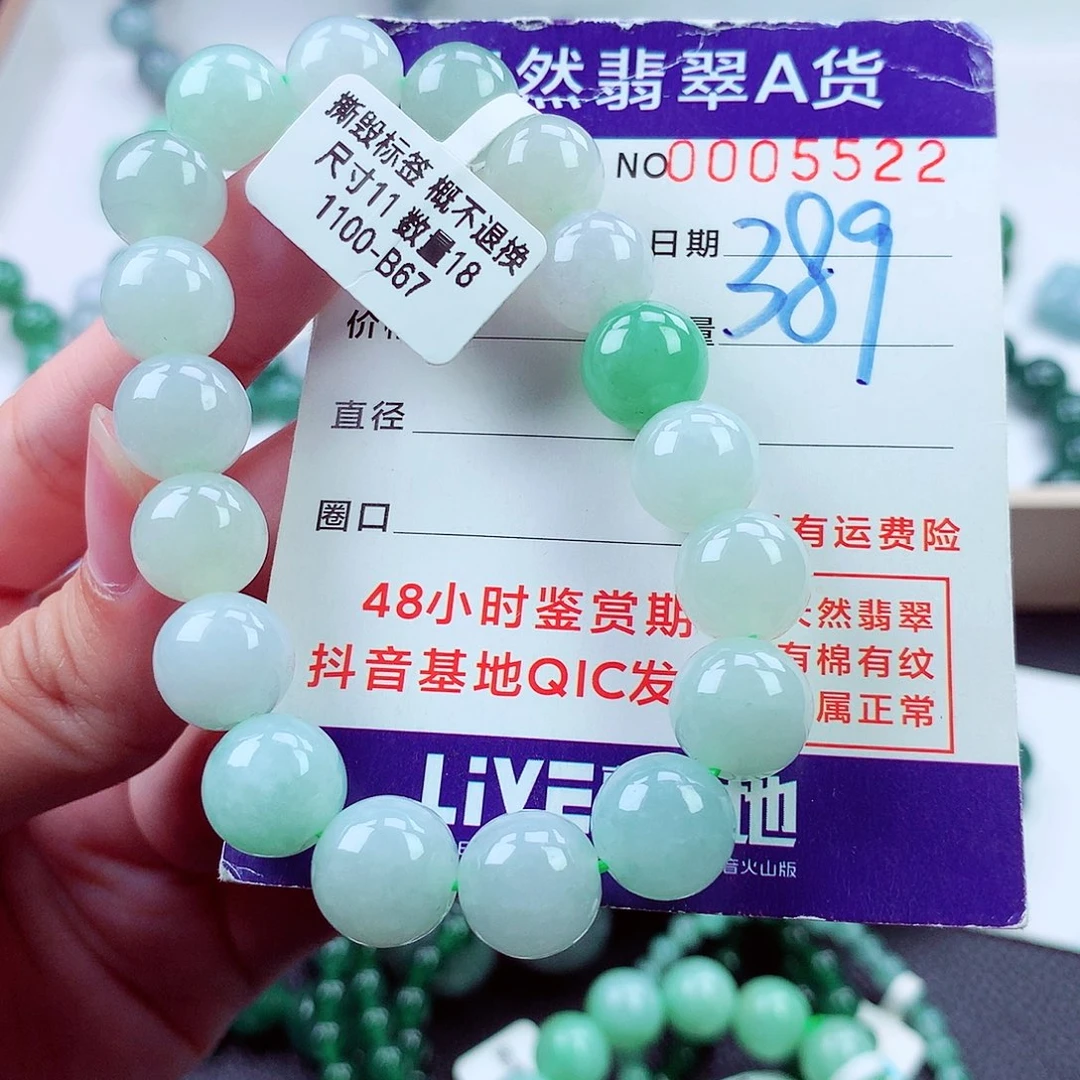 然翡翠A货
NO0005522
撕毁标签 概不退换
尺寸11 数量18
1100-B67
日期
389
价
量
直径
圈口
有运费险
48小时鉴赏期
抖音基地QIC发
然翡翠
有棉有纹
属正常
LiVE
地
音火山版